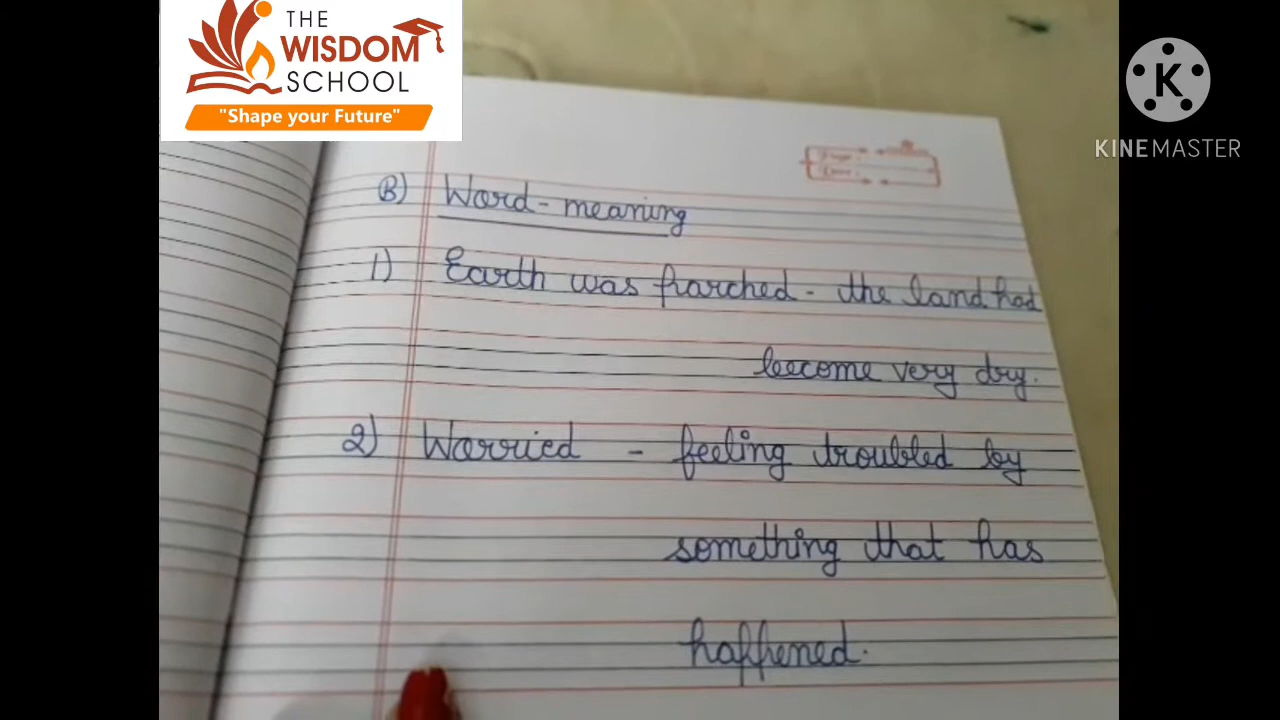 THE
WISDOM
SCHOOL
"Shape your Future"
K
KINEMASTER
B) Word-meaning
1) Earth was parched - the land had
become very dry.
2) Worried - feeling troubled by
something that has
happened.